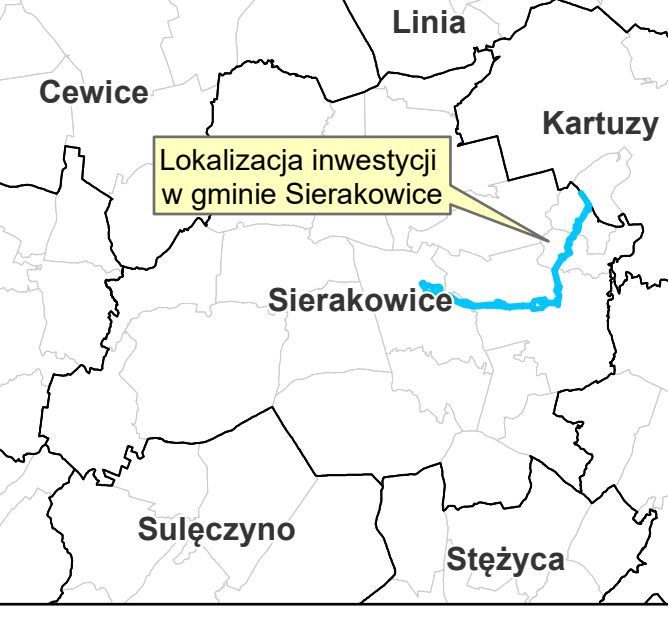 Linia
Cewice
Kartuzy
Lokalizacja inwestycji
w gminie Sierakowice
Sierakowice
Sulęczyno
Stężyca